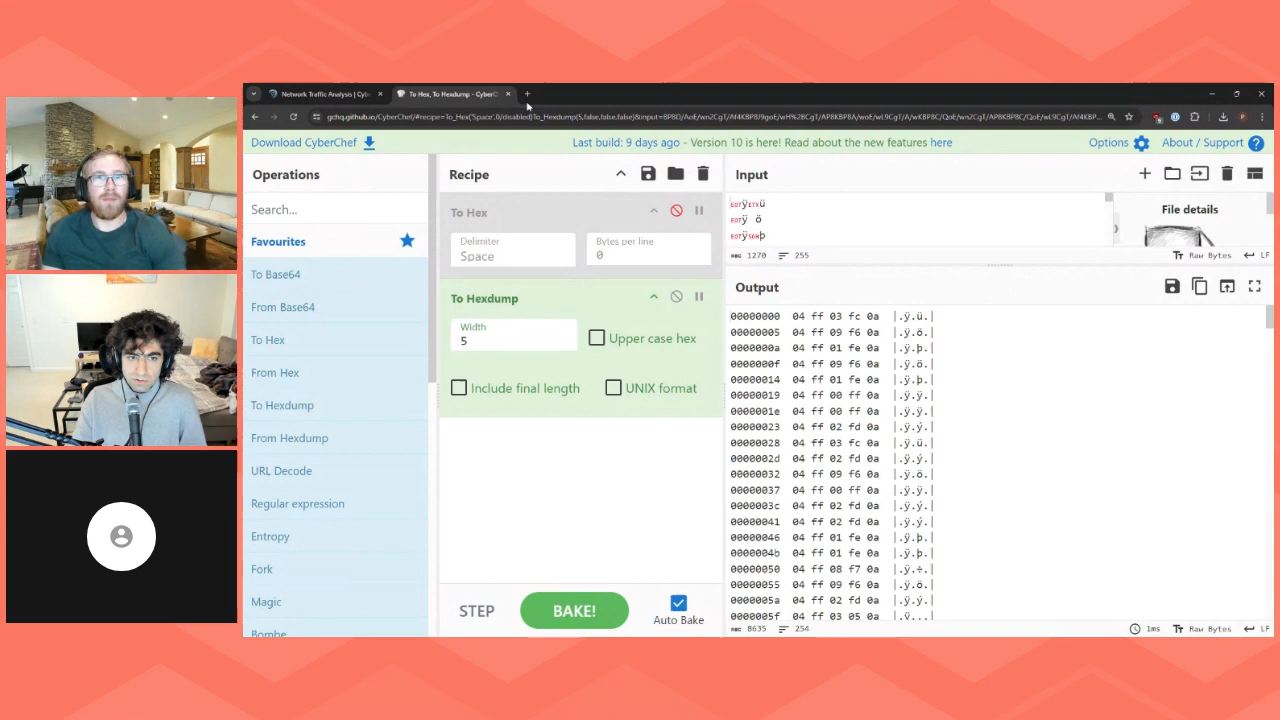 Network Traffic Analysis | Cyb
To Hex, To Hexdump - CyberC
Download CyberChef
Last build: 9 days ago - Version 10 is here! Read about the new features here
Options
About / Support
Operations
Search...
Favourites
To Base64
From Base64
To Hex
From Hex
To Hexdump
From Hexdump
URL Decode
Regular expression
Entropy
Fork
Magic
Bombe
Recipe
To Hex
Delimiter
Space
Bytes per line
0
To Hexdump
Width
5
Upper case hex
Include final length
UNIX format
STEP
BAKE!
Auto Bake
Input
EOTÿETXü
EOTÿ ö
EOTÿSOHþ
File details
1270 255
Raw Bytes LF
Output
00000000 04 ff 03 fc 0a |.ÿ.ü.|
00000005 04 ff 09 f6 0a |.ÿ.ö.|
0000000a 04 ff 01 fe 0a |.ÿ.þ.|
0000000f 04 ff 09 f6 0a |.ÿ.ö.|
00000014 04 ff 01 fe 0a |.ÿ.þ.|
00000019 04 ff 00 ff 0a |.ÿ.ÿ.|
0000001e 04 ff 00 ff 0a |.ÿ.ÿ.|
00000023 04 ff 02 fd 0a |.ÿ.ý.|
00000028 04 ff 03 fc 0a |.ÿ.ü.|
0000002d 04 ff 02 fd 0a |.ÿ.ý.|
00000032 04 ff 09 f6 0a |.ÿ.ö.|
00000037 04 ff 00 ff 0a |.ÿ.ÿ.|
0000003c 04 ff 02 fd 0a |.ÿ.ý.|
00000041 04 ff 02 fd 0a |.ÿ.ý.|
00000046 04 ff 01 fe 0a |.ÿ.þ.|
0000004b 04 ff 01 fe 0a |.ÿ.þ.|
00000050 04 ff 08 f7 0a |.ÿ.÷.|
00000055 04 ff 09 f6 0a |.ÿ.ö.|
0000005a 04 ff 02 fd 0a |.ÿ.ý.|
0000005f 04 ff 03 05 0a |.ÿ...|
8635 254
1ms Raw Bytes LF